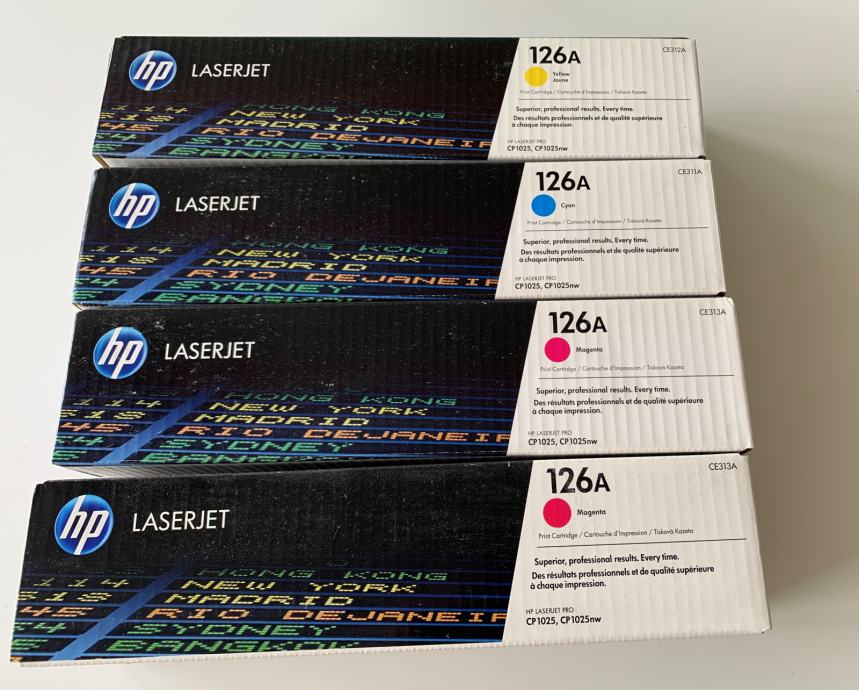 hp LASERJET
126A
CE312A
Yellow
Jaune
Print Cartridge / Cartouche d'Impression / Tisková Kazeta
Superior, professional results. Every time.
Des résultats professionnels et de qualité supérieure
à chaque impression.
HP LASERJET PRO
CP1025, CP1025nw
HONG KONG
NEW YORK
MADRID
RIO DEJANEIR
SYDNEY
BANGKOK
hp LASERJET
126A
CE311A
Cyan
Print Cartridge / Cartouche d'Impression / Tisková Kazeta
Superior, professional results. Every time.
Des résultats professionnels et de qualité supérieure
à chaque impression.
HP LASERJET PRO
CP1025, CP1025nw
HONG KONG
NEW YORK
MADRID
RIO DEJANEIR
SYDNEY
BANGKOK
hp LASERJET
126A
CE313A
Magenta
Print Cartridge / Cartouche d'Impression / Tisková Kazeta
Superior, professional results. Every time.
Des résultats professionnels et de qualité supérieure
à chaque impression.
HP LASERJET PRO
CP1025, CP1025nw
HONG KONG
NEW YORK
MADRID
RIO DEJANEIR
SYDNEY
BANGKOK
hp LASERJET
126A
CE313A
Magenta
Print Cartridge / Cartouche d'Impression / Tisková Kazeta
Superior, professional results. Every time.
Des résultats professionnels et de qualité supérieure
à chaque impression.
HP LASERJET PRO
CP1025, CP1025nw
HONG KONG
NEW YORK
MADRID
RIO DEJANEIR
SYDNEY
BANGKOK